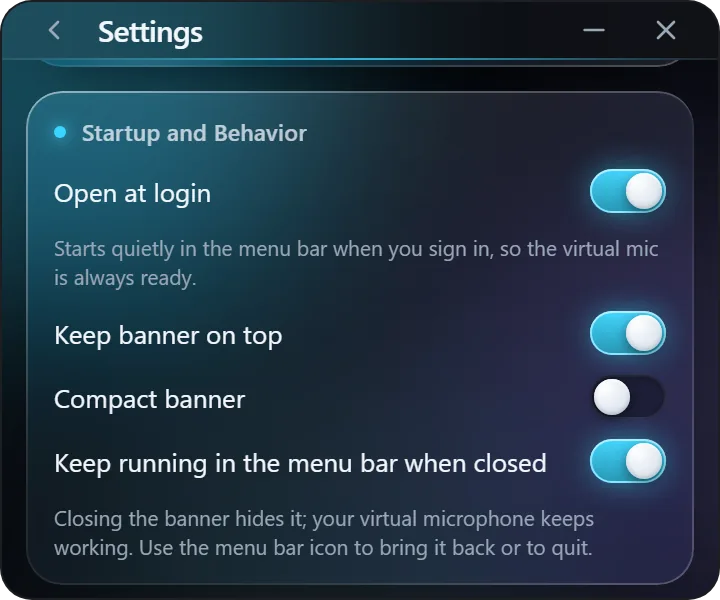 Settings
Startup and Behavior
Open at login
Starts quietly in the menu bar when you sign in, so the virtual mic
is always ready.
Keep banner on top
Compact banner
Keep running in the menu bar when closed
Closing the banner hides it; your virtual microphone keeps
working. Use the menu bar icon to bring it back or to quit.